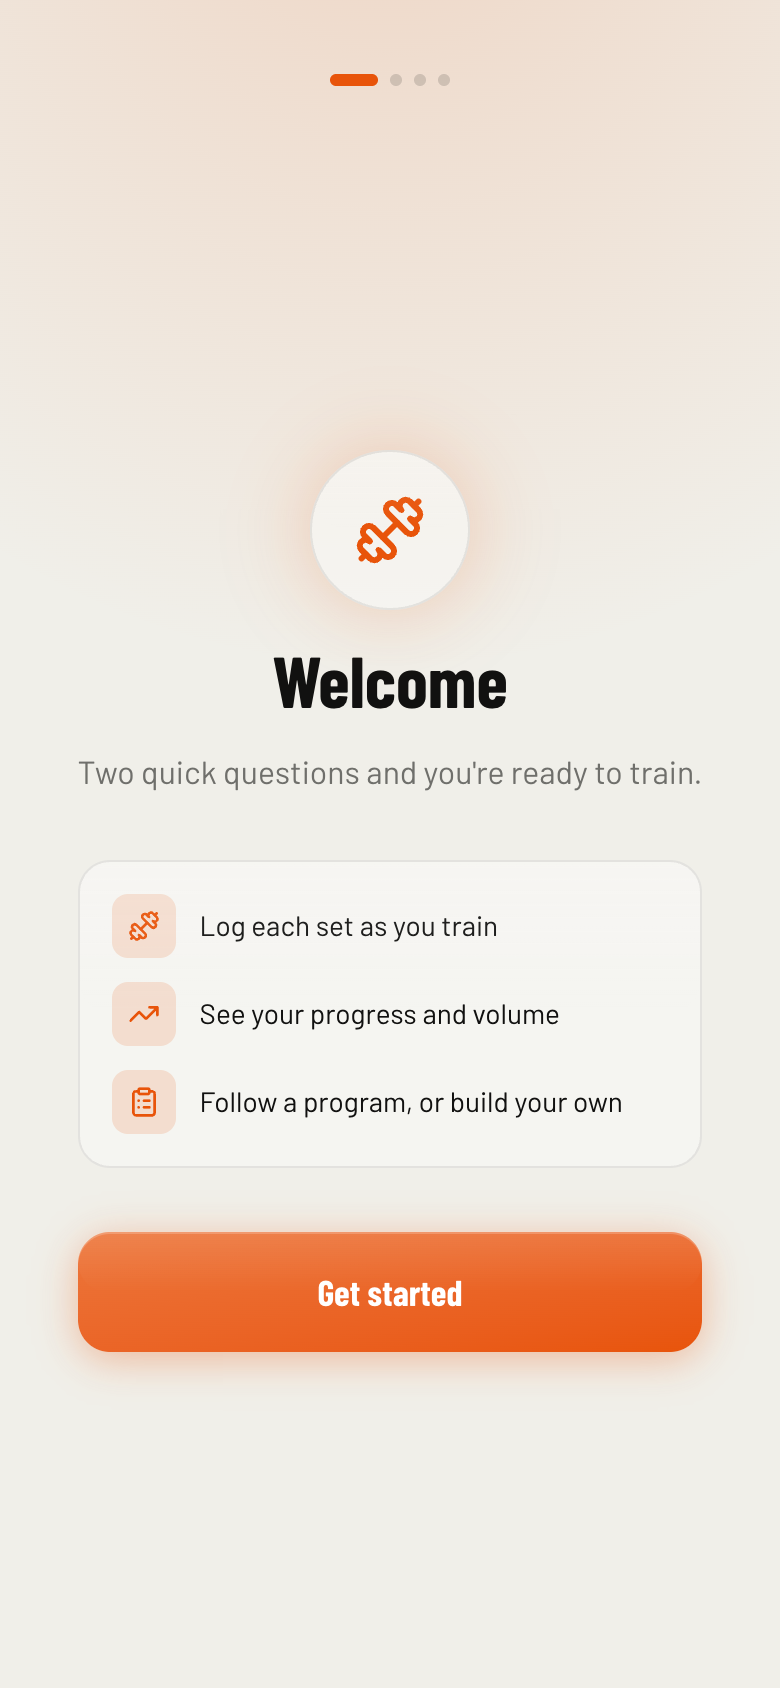 Welcome
Two quick questions and you're ready to train.
Log each set as you train
See your progress and volume
Follow a program, or build your own
Get started